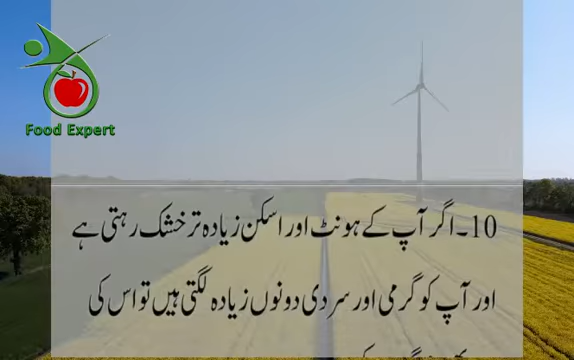 Food Expert
10۔اگر آپ کے ہونٹ اور اسکن زیادہ تر خشک رہتی ہے
اور آپ کو گرمی اور سردی دونوں زیادہ لگتی ہیں تو اس کی